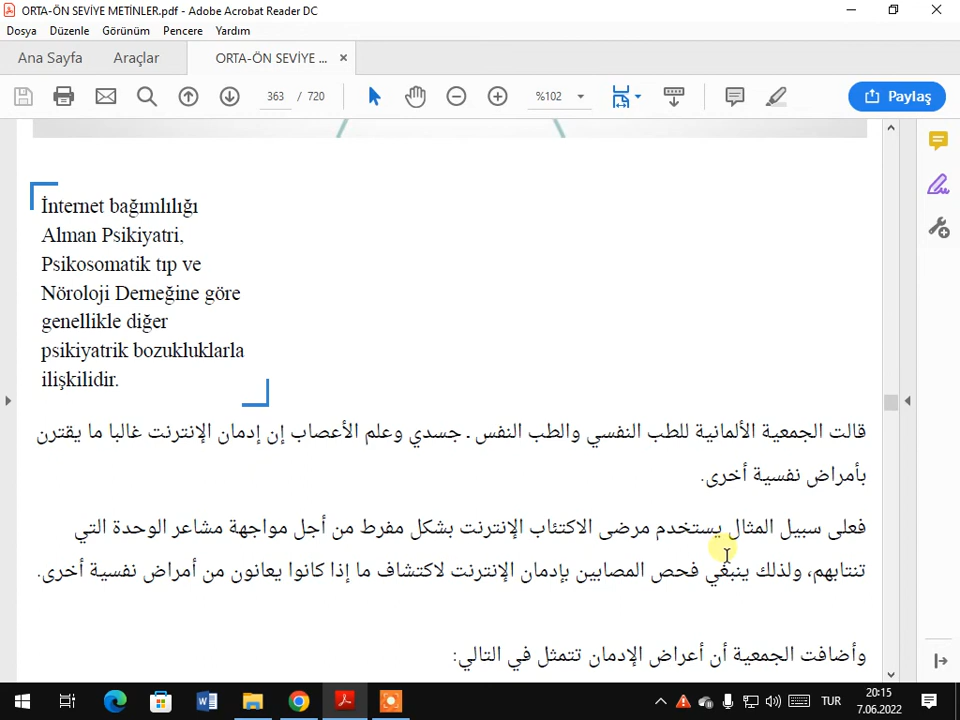 ORTA-ÖN SEVİYE METİNLER.pdf - Adobe Acrobat Reader DC
Dosya Düzenle Görünüm Pencere Yardım
Ana Sayfa Araçlar ORTA-ÖN SEVİYE ...
363 / 720 %102 Paylaş
İnternet bağımlılığı
Alman Psikiyatri,
Psikosomatik tıp ve
Nöroloji Derneğine göre
genellikle diğer
psikiyatrik bozukluklarla
ilişkilidir.
قالت الجمعية الألمانية للطب النفسي والطب النفس ـ جسدي وعلم الأعصاب إن إدمان الإنترنت غالبا ما يقترن
بأمراض نفسية أخرى.
فعلى سبيل المثال يستخدم مرضى الاكتئاب الإنترنت بشكل مفرط من أجل مواجهة مشاعر الوحدة التي
تنتابهم، ولذلك ينبغي فحص المصابين بإدمان الإنترنت لاكتشاف ما إذا كانوا يعانون من أمراض نفسية أخرى.
وأضافت الجمعية أن أعراض الإدمان تتمثل في التالي:
TUR
20:15
7.06.2022